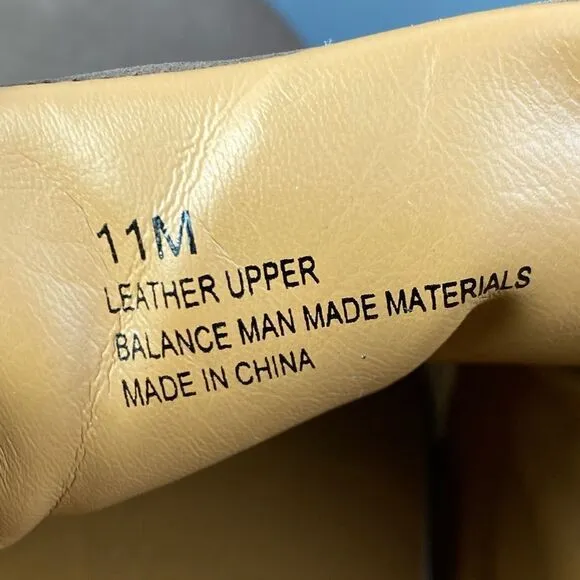 11M
LEATHER UPPER
BALANCE MAN MADE MATERIALS
MADE IN CHINA